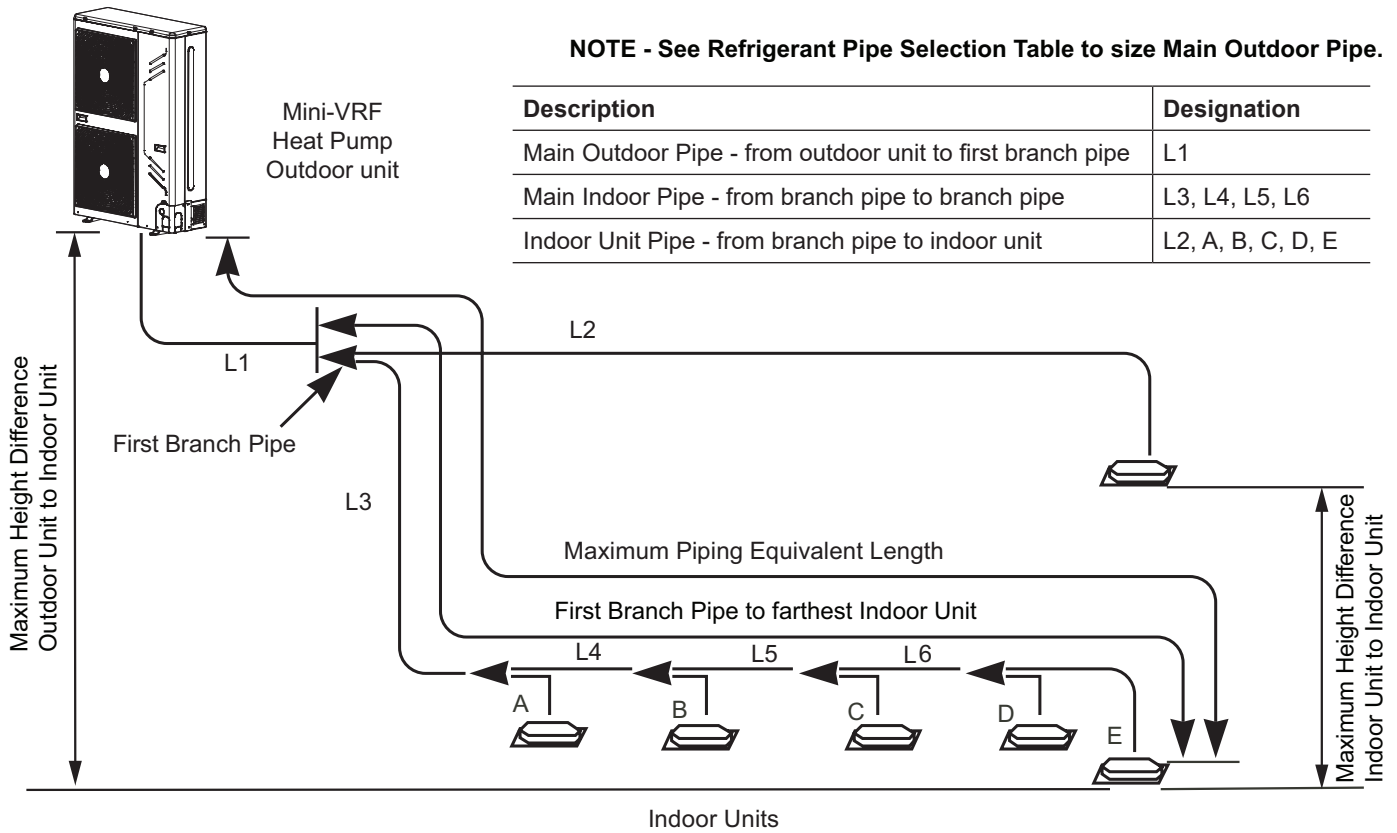 NOTE - See Refrigerant Pipe Selection Table to size Main Outdoor Pipe.
Mini-VRF
Heat Pump
Outdoor unit
Description Designation
Main Outdoor Pipe - from outdoor unit to first branch pipe L1
Main Indoor Pipe - from branch pipe to branch pipe L3, L4, L5, L6
Indoor Unit Pipe - from branch pipe to indoor unit L2, A, B, C, D, E
L2
L1
First Branch Pipe
Maximum Height Difference
Outdoor Unit to Indoor Unit
L3
Maximum Piping Equivalent Length
First Branch Pipe to farthest Indoor Unit
L4
L5
L6
A
B
C
D
E
Maximum Height Difference
Indoor Unit to Indoor Unit
Indoor Units